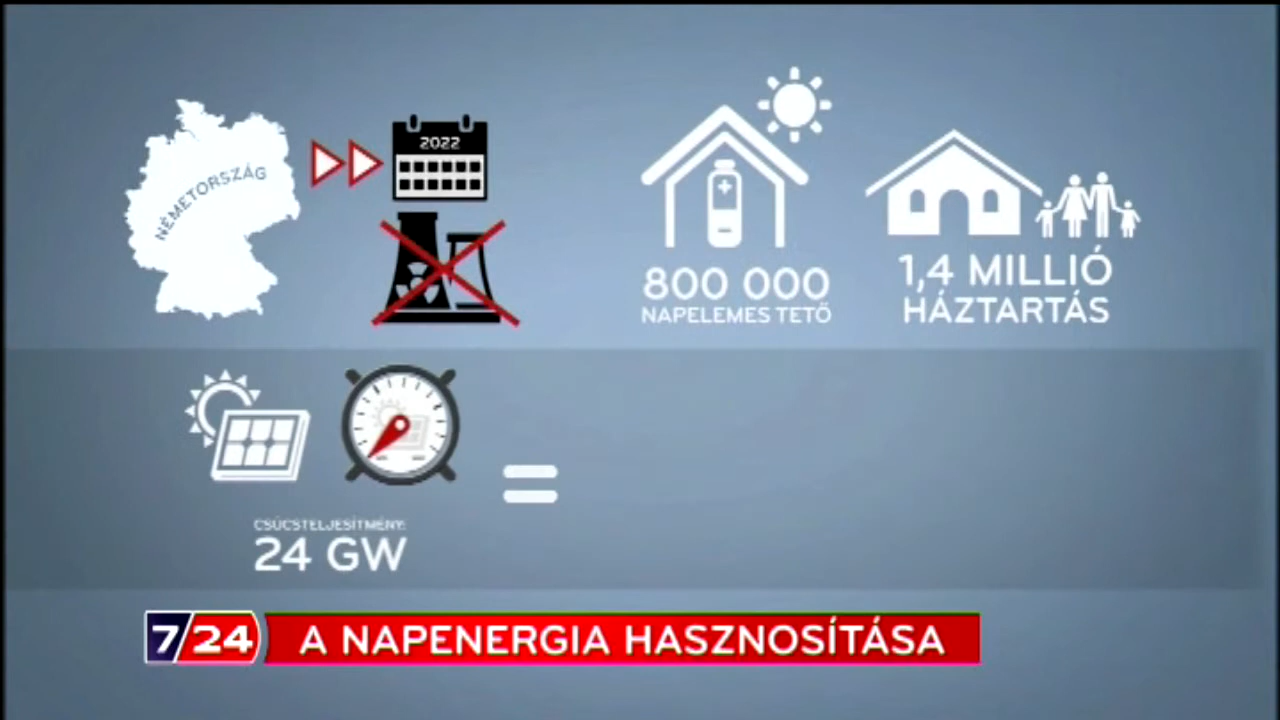 NÉMETORSZÁG
2022
800 000
NAPELEMES TETŐ
1,4 MILLIÓ
HÁZTARTÁS
CSÚCSTELJESÍTMÉNY:
24 GW
7/24 A NAPENERGIA HASZNOSÍTÁSA